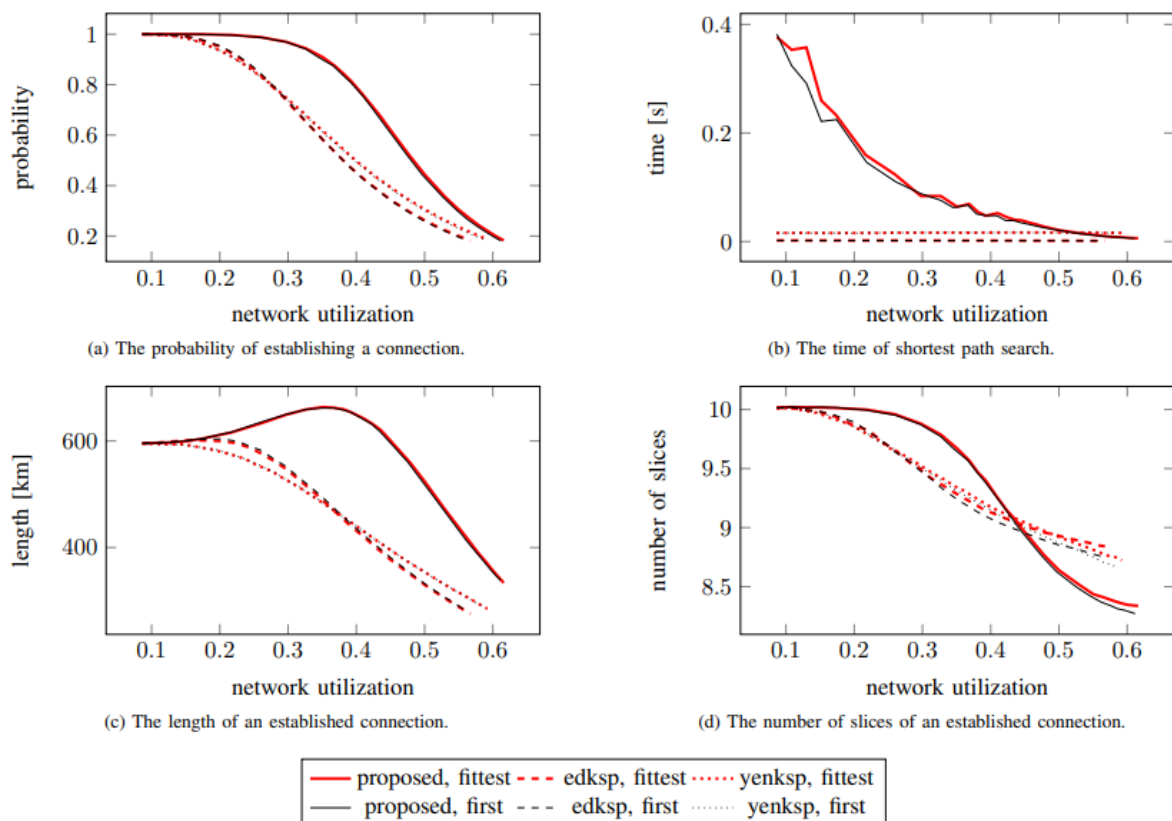 1
0.8
0.6
0.4
0.2
probability
0.1 0.2 0.3 0.4 0.5 0.6
network utilization
(a) The probability of establishing a connection.
0.4
0.2
0
time [s]
0.1 0.2 0.3 0.4 0.5 0.6
network utilization
(b) The time of shortest path search.
600
400
length [km]
0.1 0.2 0.3 0.4 0.5 0.6
network utilization
(c) The length of an established connection.
10
9.5
9
8.5
number of slices
0.1 0.2 0.3 0.4 0.5 0.6
network utilization
(d) The number of slices of an established connection.
proposed, fittest edksp, fittest yenksp, fittest
proposed, first edksp, first yenksp, first